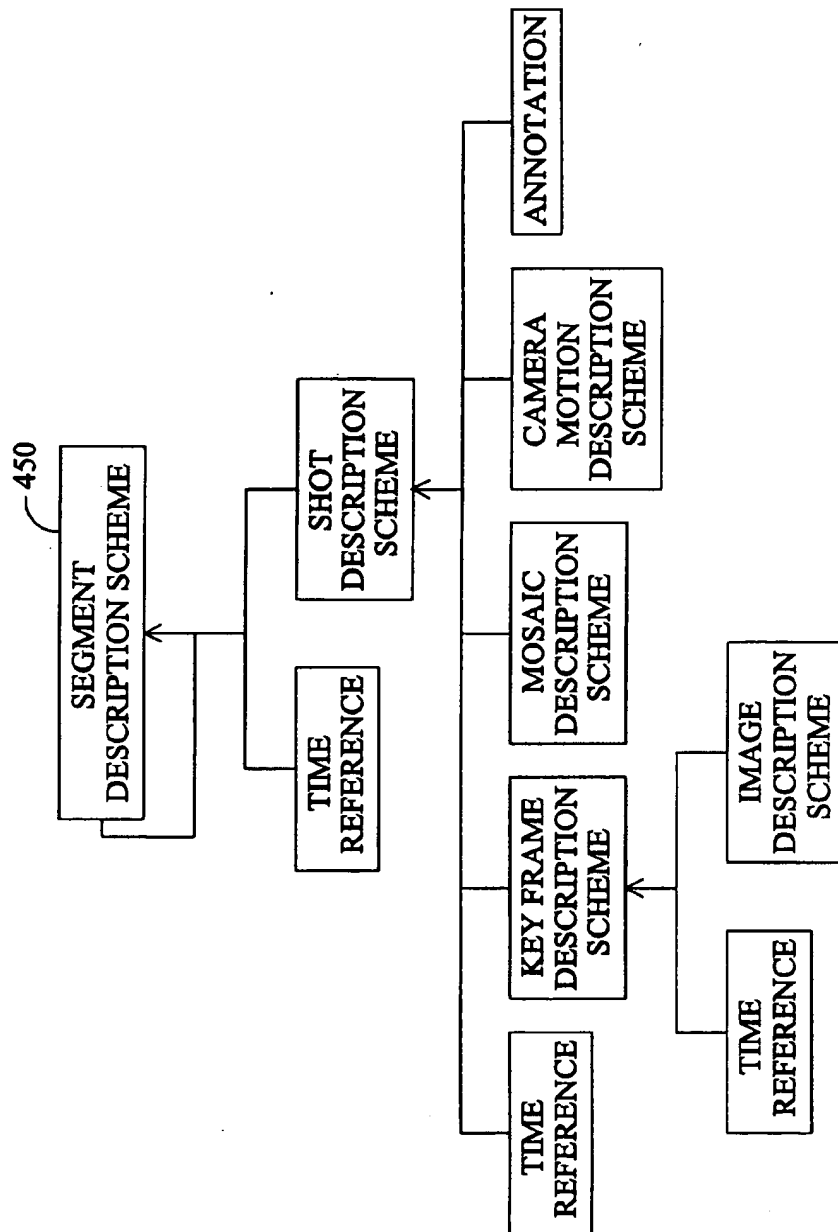 450
SEGMENT
DESCRIPTION SCHEME
TIME
REFERENCE
SHOT
DESCRIPTION
SCHEME
TIME
REFERENCE
KEY FRAME
DESCRIPTION
SCHEME
MOSAIC
DESCRIPTION
SCHEME
CAMERA
MOTION
DESCRIPTION
SCHEME
ANNOTATION
TIME
REFERENCE
IMAGE
DESCRIPTION
SCHEME